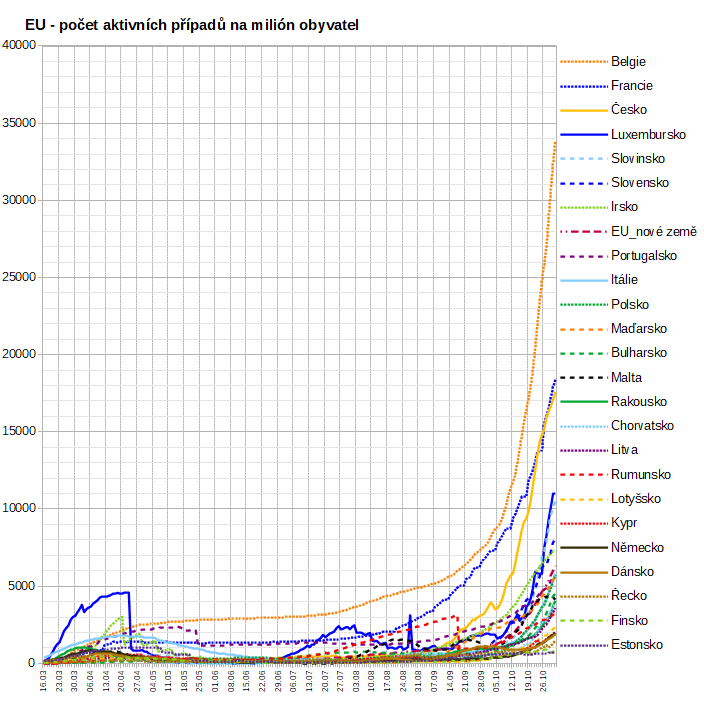 EU - počet aktivních případů na milión obyvatel
40000
35000
30000
25000
20000
15000
10000
5000
0
Belgie
Francie
Česko
Luxembursko
Slovinsko
Slovensko
Irsko
EU_nové země
Portugalsko
Itálie
Polsko
Maďarsko
Bulharsko
Malta
Rakousko
Chorvatsko
Litva
Rumunsko
Lotyšsko
Kypr
Německo
Dánsko
Řecko
Finsko
Estonsko
16.03 23.03 30.03 06.04 13.04 20.04 27.04 04.05 11.05 18.05 25.05 01.06 08.06 15.06 22.06 29.06 06.07 13.07 20.07 27.07 03.08 10.08 17.08 24.08 31.08 07.09 14.09 21.09 28.09 05.10 12.10 19.10 26.10